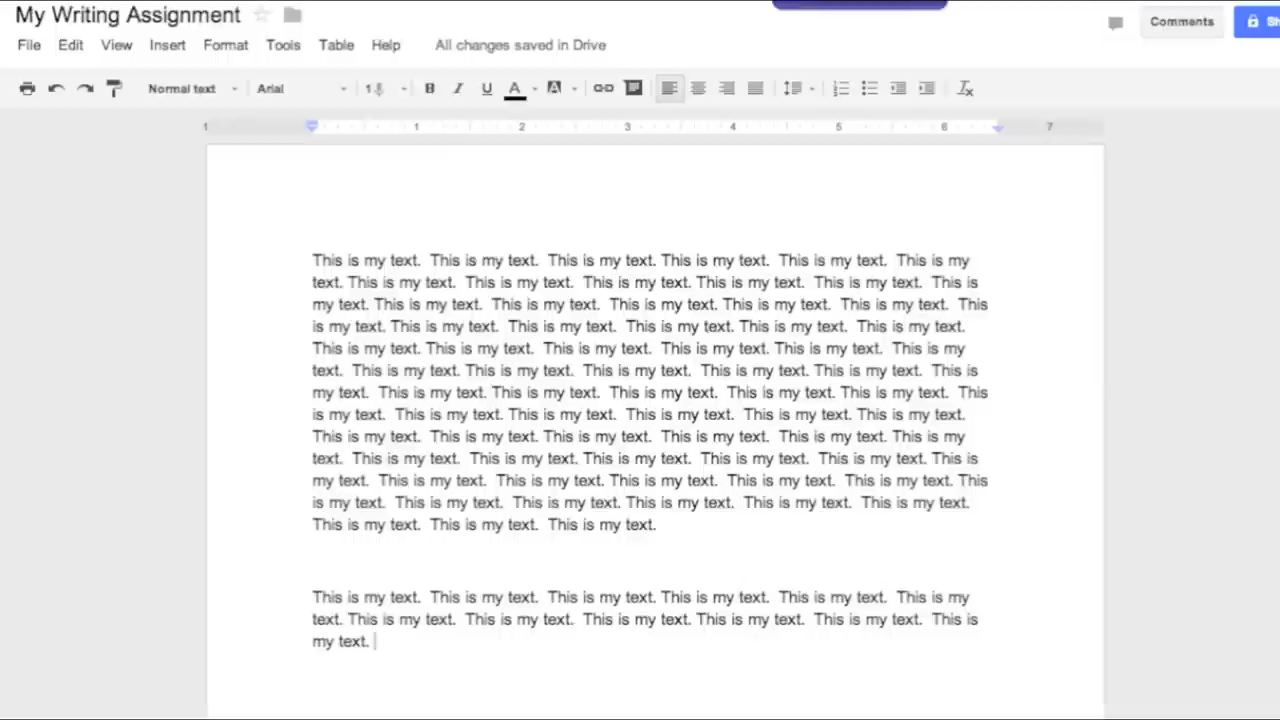 My Writing Assignment
File Edit View Insert Format Tools Table Help All changes saved in Drive
Comments
Normal text Arial B I U A A
1 1 2 3 4 5 6 7
This is my text.  This is my text.  This is my text. This is my text.  This is my text.  This is my
text. This is my text.  This is my text.  This is my text. This is my text.  This is my text.  This is
my text. This is my text.  This is my text.  This is my text. This is my text.  This is my text.  This
is my text. This is my text.  This is my text.  This is my text. This is my text.  This is my text.
This is my text. This is my text.  This is my text.  This is my text. This is my text.  This is my
text.  This is my text. This is my text.  This is my text.  This is my text. This is my text.  This is
my text.  This is my text. This is my text.  This is my text.  This is my text. This is my text.  This
is my text.  This is my text. This is my text.  This is my text.  This is my text. This is my text.
This is my text.  This is my text. This is my text.  This is my text.  This is my text. This is my
text.  This is my text.  This is my text. This is my text.  This is my text.  This is my text. This is
my text.  This is my text.  This is my text. This is my text.  This is my text.  This is my text. This
is my text.  This is my text.  This is my text. This is my text.  This is my text.  This is my text.
This is my text.  This is my text.  This is my text.
This is my text.  This is my text.  This is my text. This is my text.  This is my text.  This is my
text. This is my text.  This is my text.  This is my text. This is my text.  This is my text.  This is
my text.